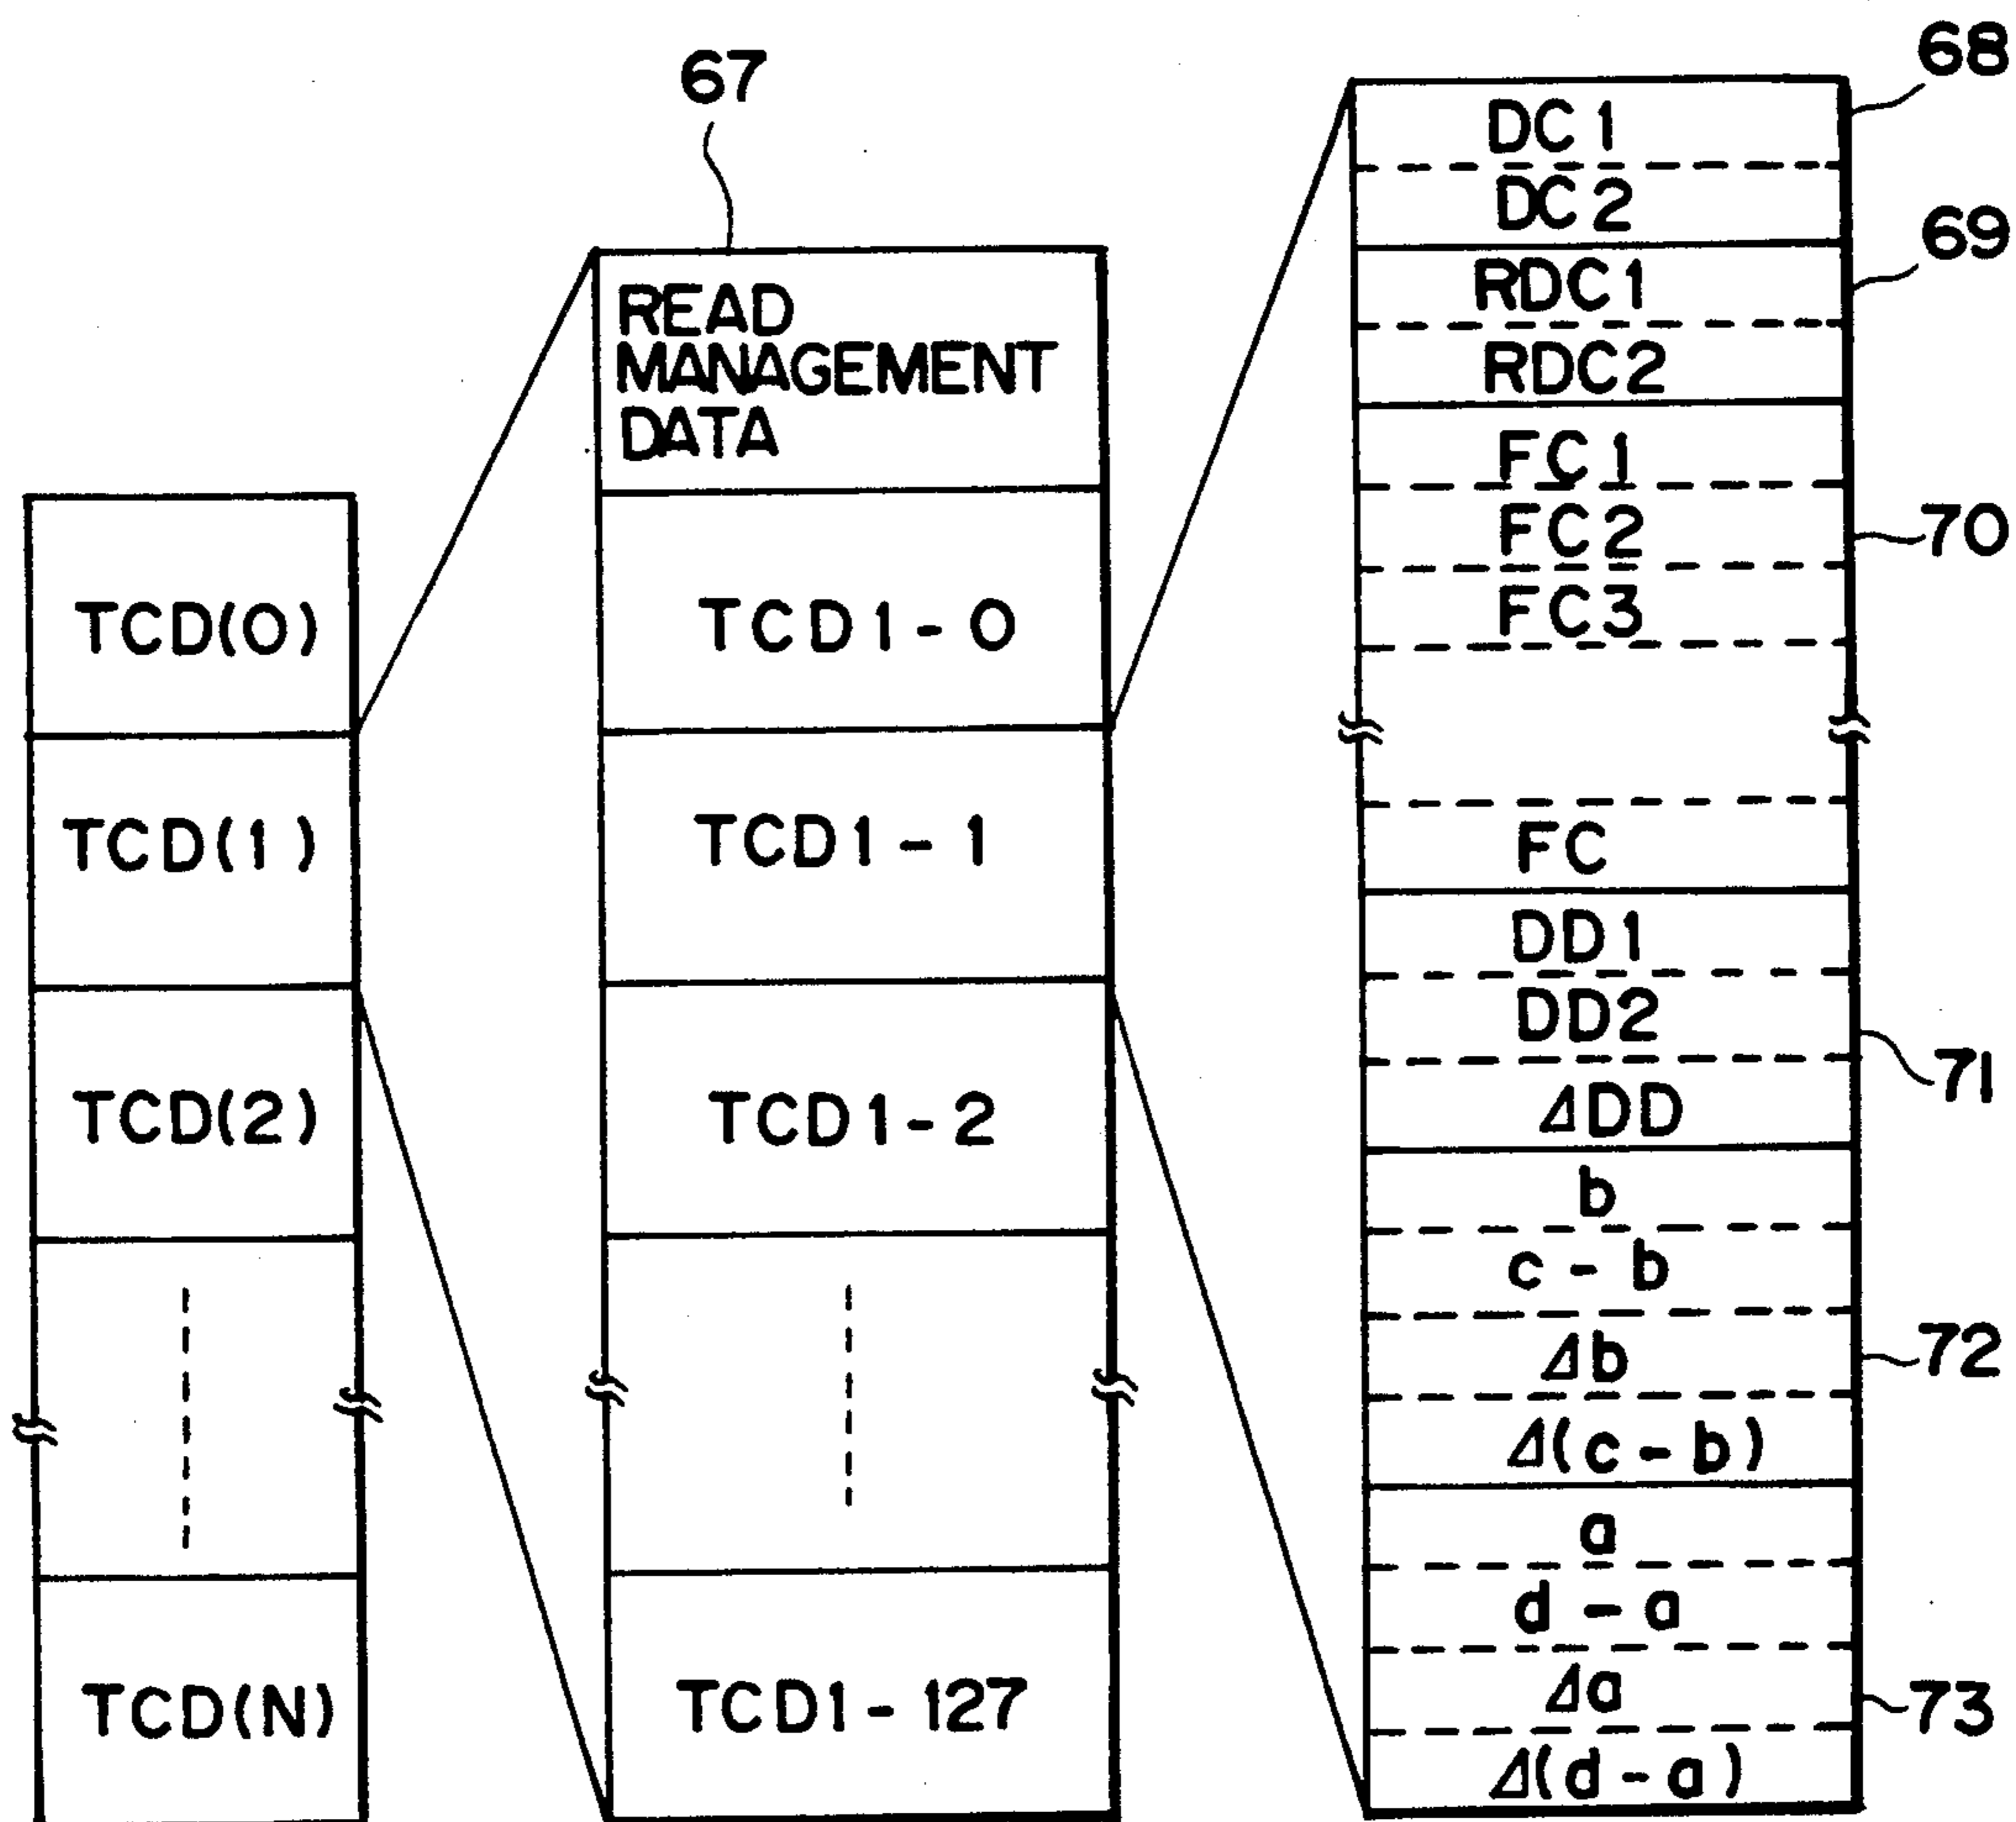 TCD(0)
TCD(1)
TCD(2)
TCD(N)
67
READ
MANAGEMENT
DATA
TCD1-0
TCD1-1
TCD1-2
TCD1-127
DC1
DC2
68
RDC1
RDC2
69
FC1
FC2
FC3
FC
70
DD1
DD2
ΔDD
71
b
c-b
Δb
Δ(c-b)
72
a
d-a
Δa
Δ(d-a)
73